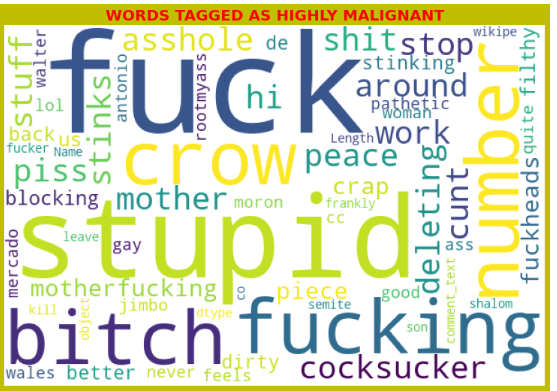 WORDS TAGGED AS HIGHLY MALIGNANT
fuck
asshole
de
shit
stop
wikipe
stuff
walter
lol
antonio
rootmyass
hi
stinking
around
pathetic
woman
number
quite
filthy
back
us
stinks
fucker
Name
crow
Length
work
peace
piss
blocking
mother
moron
crap
frankly
cc
deleting
cunt
ass
fuckheads
stupid
mercado
leave
gay
motherfucking
piece
good
comment_text
kill
object
jimbo
dtype
co
semite
son
shalom
bitch
fucking
wales
better
never
feels
dirty
cocksucker